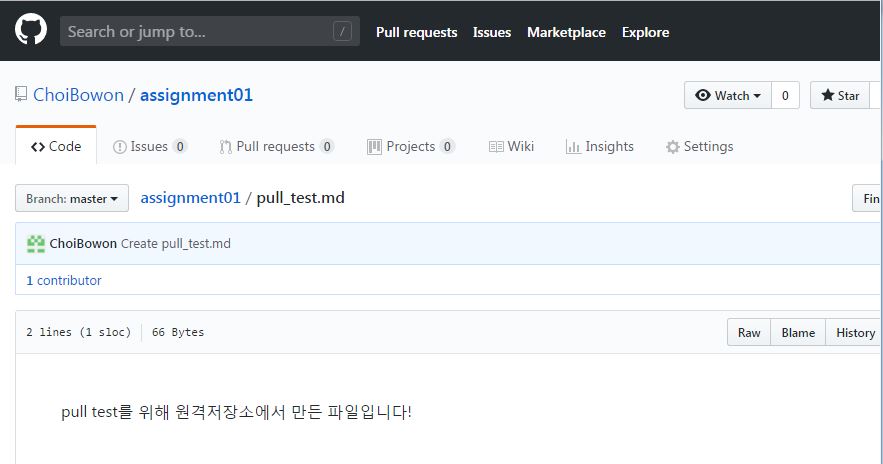 Search or jump to... / Pull requests Issues Marketplace Explore
ChoiBowon / assignment01 Watch 0 Star
Code Issues 0 Pull requests 0 Projects 0 Wiki Insights Settings
Branch: master assignment01 / pull_test.md Fin
ChoiBowon Create pull_test.md
1 contributor
2 lines (1 sloc) 66 Bytes Raw Blame History
pull test를 위해 원격저장소에서 만든 파일입니다!